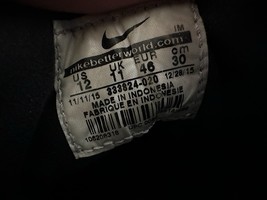 TM
nikebetterworld.com
US UK EUR cm
12 11 46 30
11/11/15 333824-020 12/29/15
MADE IN INDONESIA
FABRIQUE EN INDONESIE